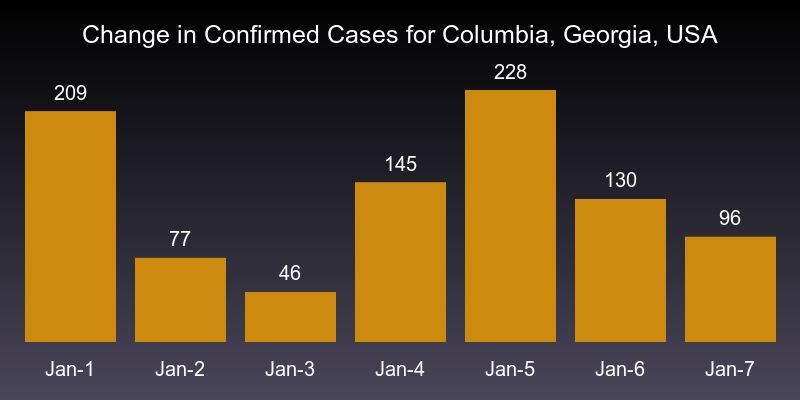 Change in Confirmed Cases for Columbia, Georgia, USA
209
77
46
145
228
130
96
Jan-1
Jan-2
Jan-3
Jan-4
Jan-5
Jan-6
Jan-7